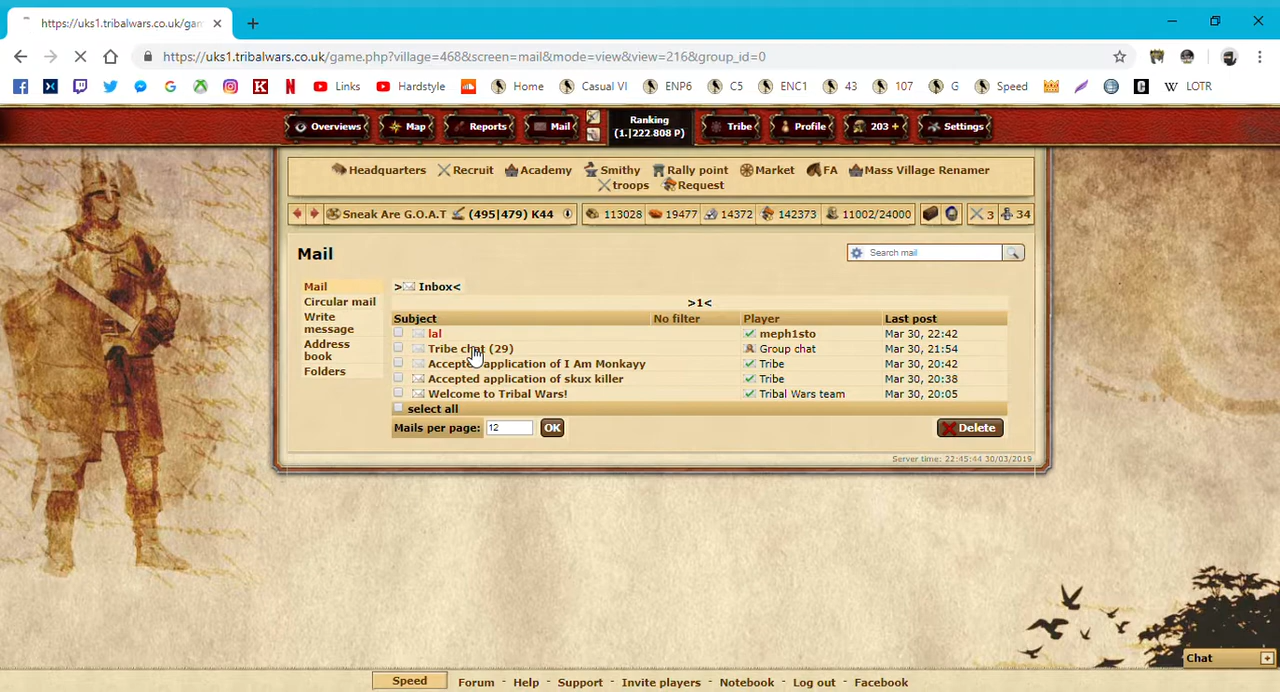 https://uks1.tribalwars.co.uk/gam
https://uks1.tribalwars.co.uk/game.php?village=468&screen=mail&mode=view&view=216&group_id=0
Links Hardstyle Home Casual VI ENP6 C5 ENC1 43 107 G Speed W LOTR
Overviews Map Reports Mail Ranking Tribe Profile 203 + Settings
(1.|222.808 P)
Headquarters Recruit Academy Smithy Rally point Market FA Mass Village Renamer
troops Request
Sneak Are G.O.A.T (495|479) K44 113028 19477 14372 142373 11002/24000 3 34
Mail
Search mail
Mail
Circular mail
Write message
Address book
Folders
>Inbox<
>1<
Subject No filter Player Last post
lal meph1sto Mar 30, 22:42
Tribe chat (29) Group chat Mar 30, 21:54
Accepted application of I Am Monkayy Tribe Mar 30, 20:42
Accepted application of skux killer Tribe Mar 30, 20:38
Welcome to Tribal Wars! Tribal Wars team Mar 30, 20:05
select all
Mails per page: 12 OK Delete
Server time: 22:45:44 30/03/2019
Chat
Speed Forum - Help - Support - Invite players - Notebook - Log out - Facebook